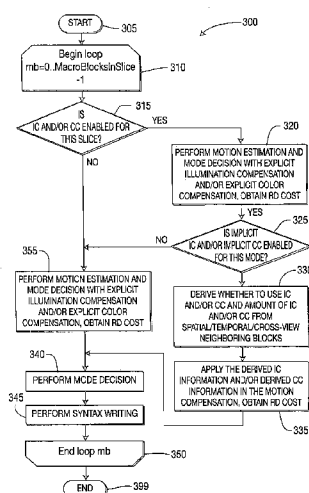 START
305
300
Begin loop
mb=0..MacroBlocksInSlice
-1
310
IS
IC AND/OR CC ENABLED FOR
THIS SLICE?
315
YES
NO
320
PERFORM MOTION ESTIMATION AND
MODE DECISION WITH EXPLICIT
ILLUMINATION COMPENSATION
AND/OR EXPLICIT COLOR
COMPENSATION, OBTAIN RD COST
YES
325
IS IMPLICIT
IC AND/OR IMPLICIT CC ENABLED
FOR THIS MODE?
NO
330
DERIVE WHETHER TO USE IC
AND/OR CC AND AMOUNT OF IC
AND/OR CC FROM
SPATIAL/TEMPORAL/CROSS-VIEW
NEIGHBORING BLOCKS
355
PERFORM MOTION ESTIMATION AND
MODE DECISION WITH EXPLICIT
ILLUMINATION COMPENSATION
AND/OR EXPLICIT COLOR
COMPENSATION, OBTAIN RD COST
340
PERFORM MODE DECISION
APPLY THE DERIVED IC
INFORMATION AND/OR DERIVED CC
INFORMATION IN THE MOTION
COMPENSATION, OBTAIN RD COST
335
345
PERFORM SYNTAX WRITING
End loop mb
350
END
399